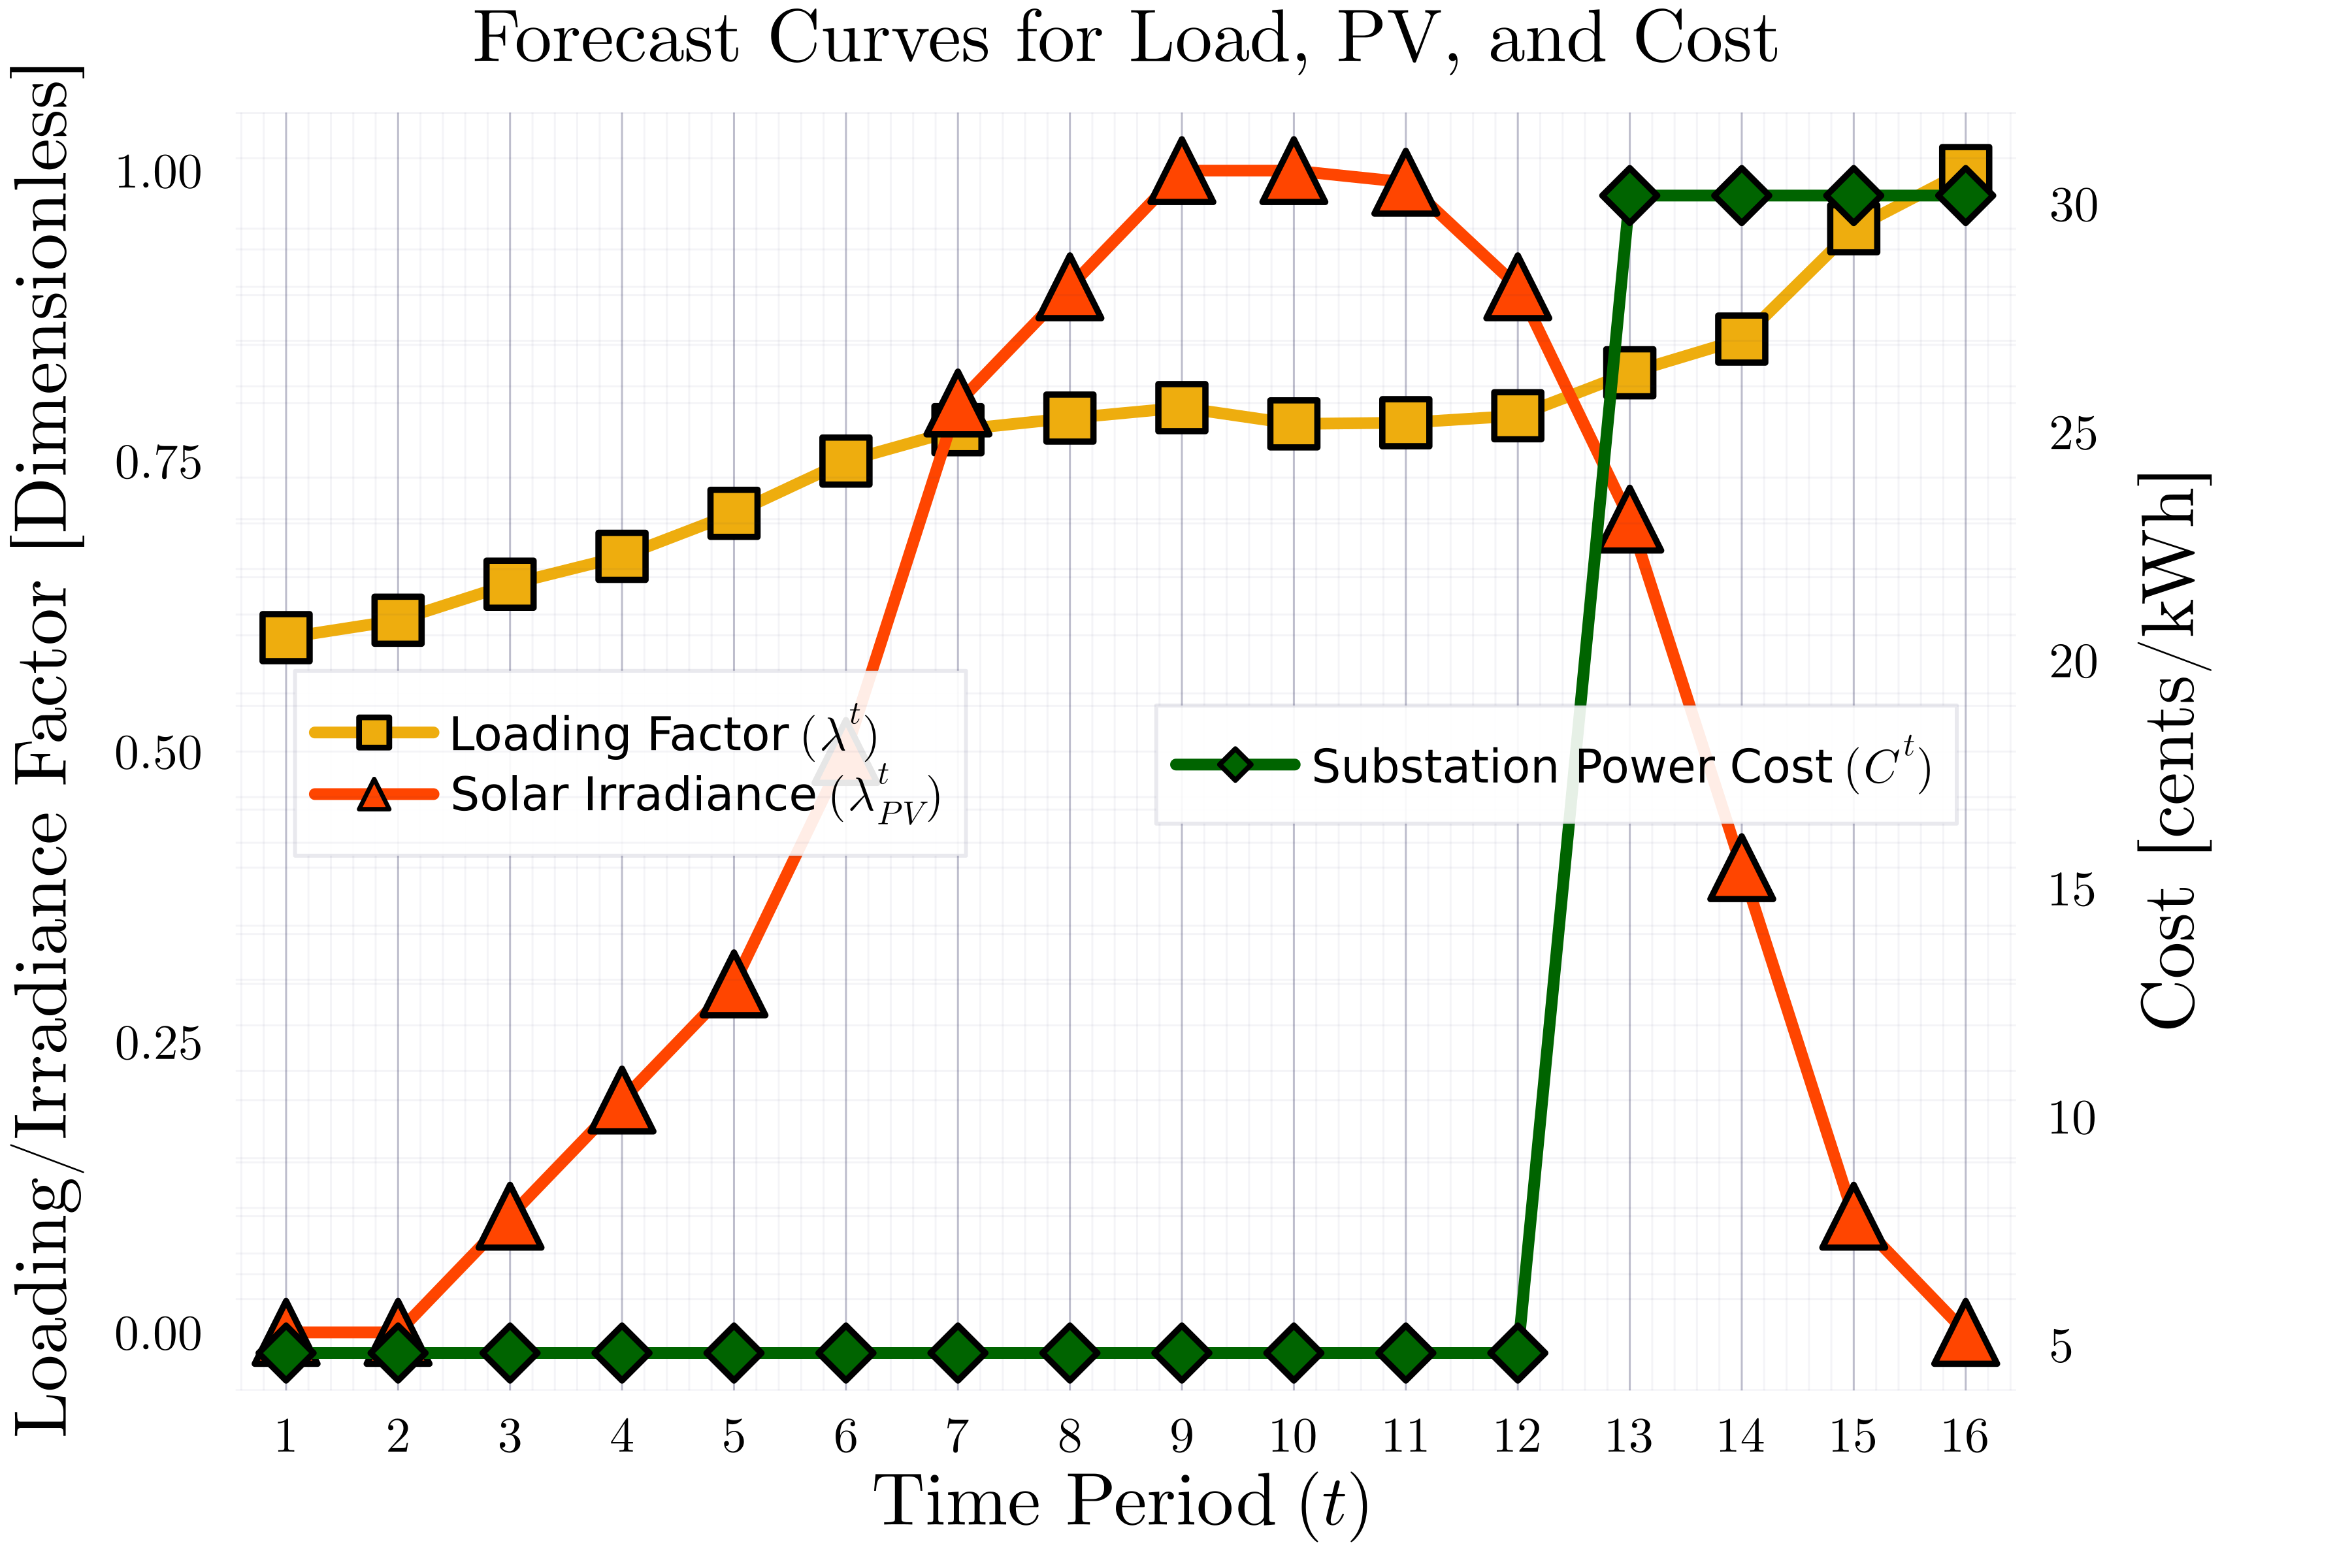 Forecast Curves for Load, PV, and Cost
Loading/Irradiance Factor [Dimensionless]
1.00
0.75
0.50
0.25
0.00
Loading Factor (λ^t)
Solar Irradiance (λ^t_PV)
Substation Power Cost (C^t)
30
25
20
15
10
5
Cost [cents/kWh]
1 2 3 4 5 6 7 8 9 10 11 12 13 14 15 16
Time Period (t)